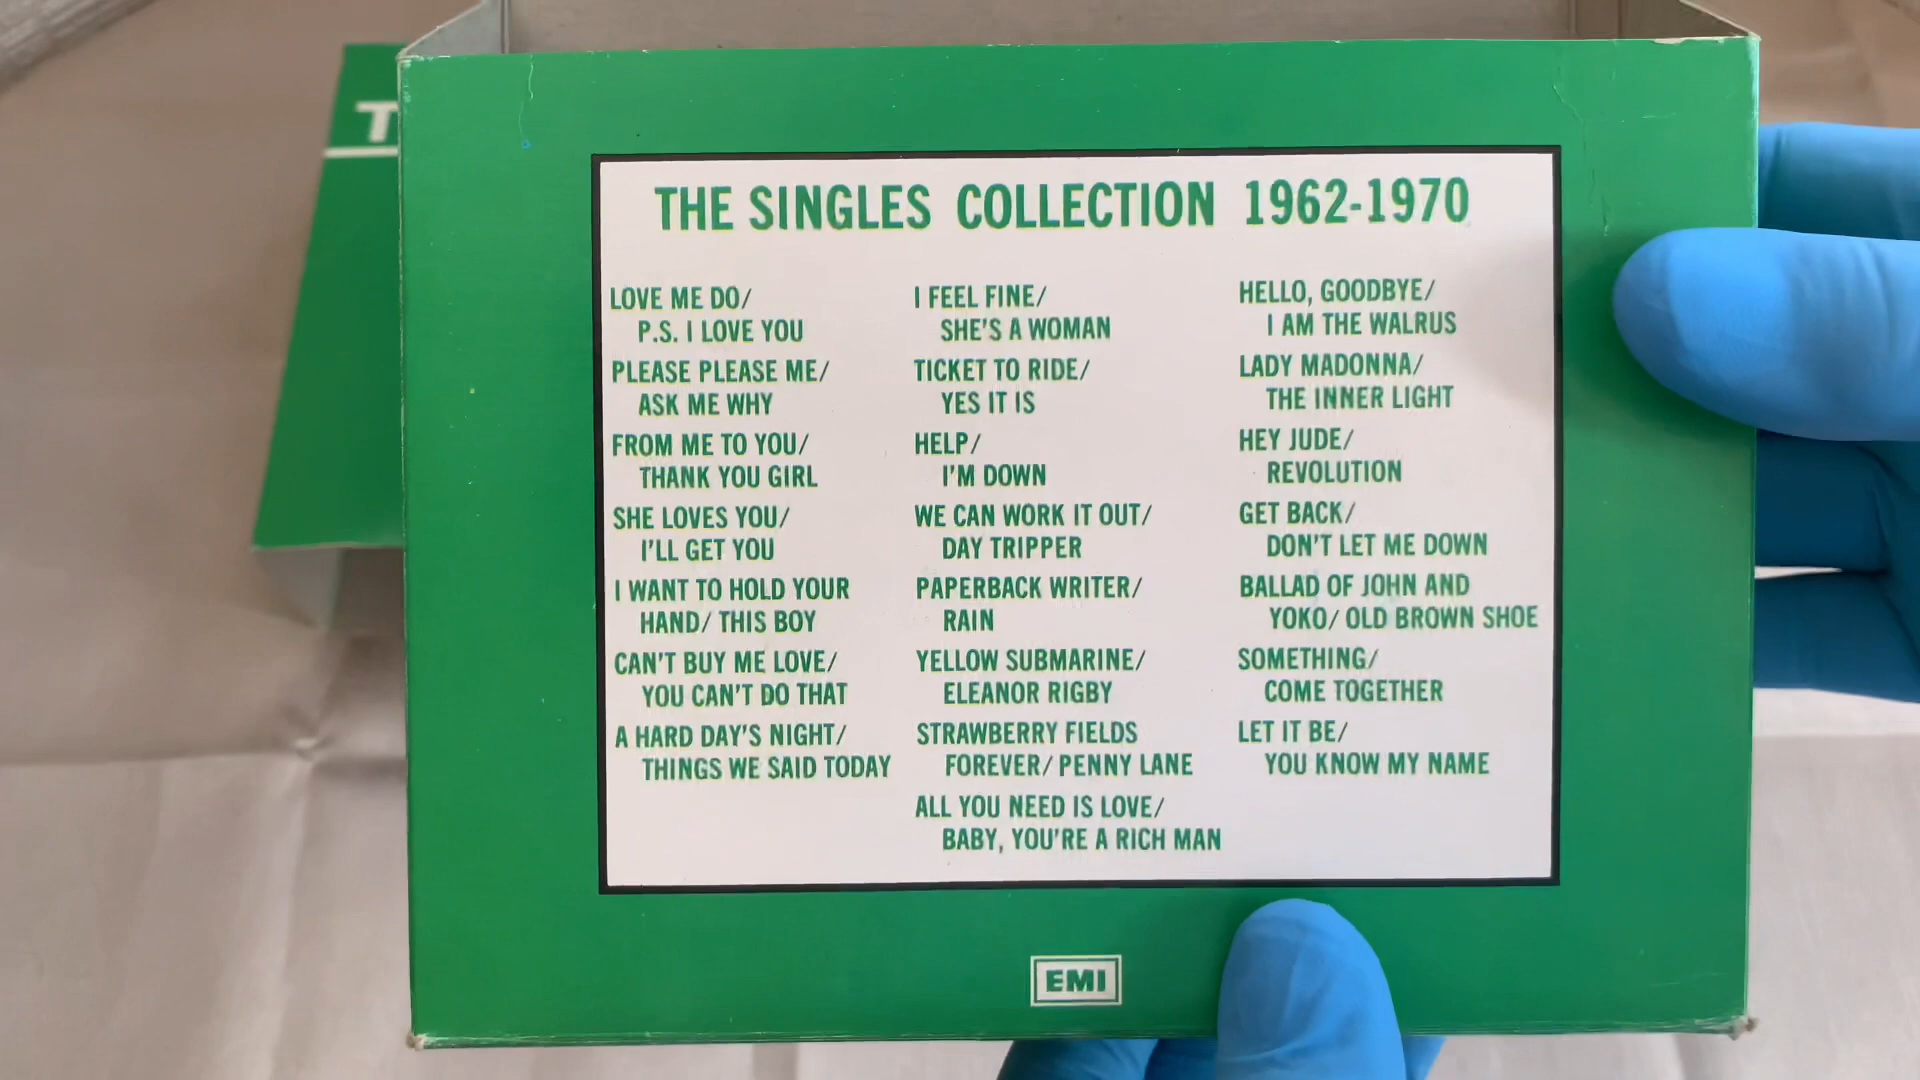 T
THE SINGLES COLLECTION 1962-1970
LOVE ME DO/
P.S. I LOVE YOU
PLEASE PLEASE ME/
ASK ME WHY
FROM ME TO YOU/
THANK YOU GIRL
SHE LOVES YOU/
I'LL GET YOU
I WANT TO HOLD YOUR
HAND/ THIS BOY
CAN'T BUY ME LOVE/
YOU CAN'T DO THAT
A HARD DAY'S NIGHT/
THINGS WE SAID TODAY
I FEEL FINE/
SHE'S A WOMAN
TICKET TO RIDE/
YES IT IS
HELP/
I'M DOWN
WE CAN WORK IT OUT/
DAY TRIPPER
PAPERBACK WRITER/
RAIN
YELLOW SUBMARINE/
ELEANOR RIGBY
STRAWBERRY FIELDS
FOREVER/ PENNY LANE
ALL YOU NEED IS LOVE/
BABY, YOU'RE A RICH MAN
HELLO, GOODBYE/
I AM THE WALRUS
LADY MADONNA/
THE INNER LIGHT
HEY JUDE/
REVOLUTION
GET BACK/
DON'T LET ME DOWN
BALLAD OF JOHN AND
YOKO/ OLD BROWN SHOE
SOMETHING/
COME TOGETHER
LET IT BE/
YOU KNOW MY NAME
EMI